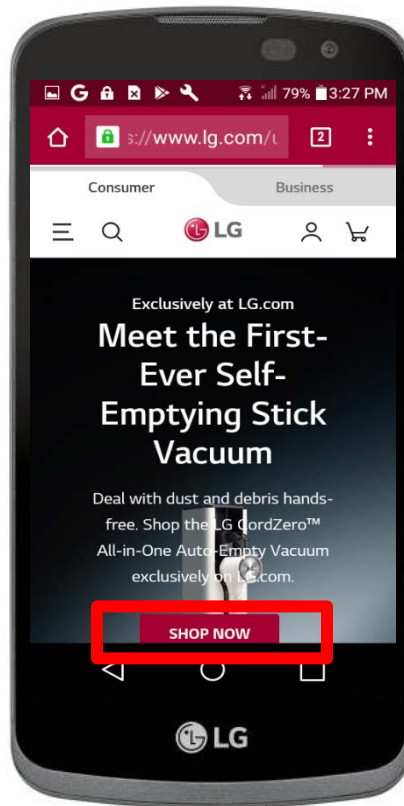 79% 3:27 PM
s://www.lg.com/u
2
Consumer
Business
LG
Exclusively at LG.com
Meet the First-
Ever Self-
Emptying Stick
Vacuum
Deal with dust and debris hands-
free. Shop the LG CordZero™
All-in-One Auto-Empty Vacuum
exclusively on LG.com.
SHOP NOW
LG